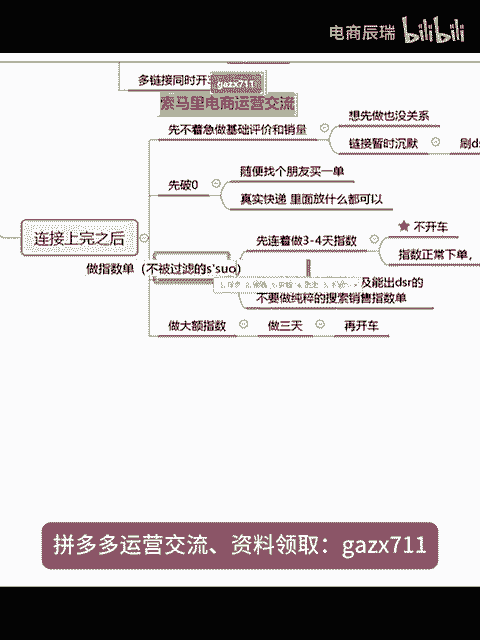 电商辰瑞 bilibili
多链接同时开
gazx711
索马里电商运营交流
先不着急做基础评价和销量
想先做也没关系
链接暂时沉默
刷ds
先破0
随便找个朋友买一单
真实快递 里面放什么都可以
连接上完之后
先连着做3-4天指数
不开车
指数正常下单,
做指数单（不被过滤的s'suo）
及能出dsr的
不要做纯粹的搜索销售指数单
做大额指数
做三天
再开车
拼多多运营交流、资料领取：gazx711